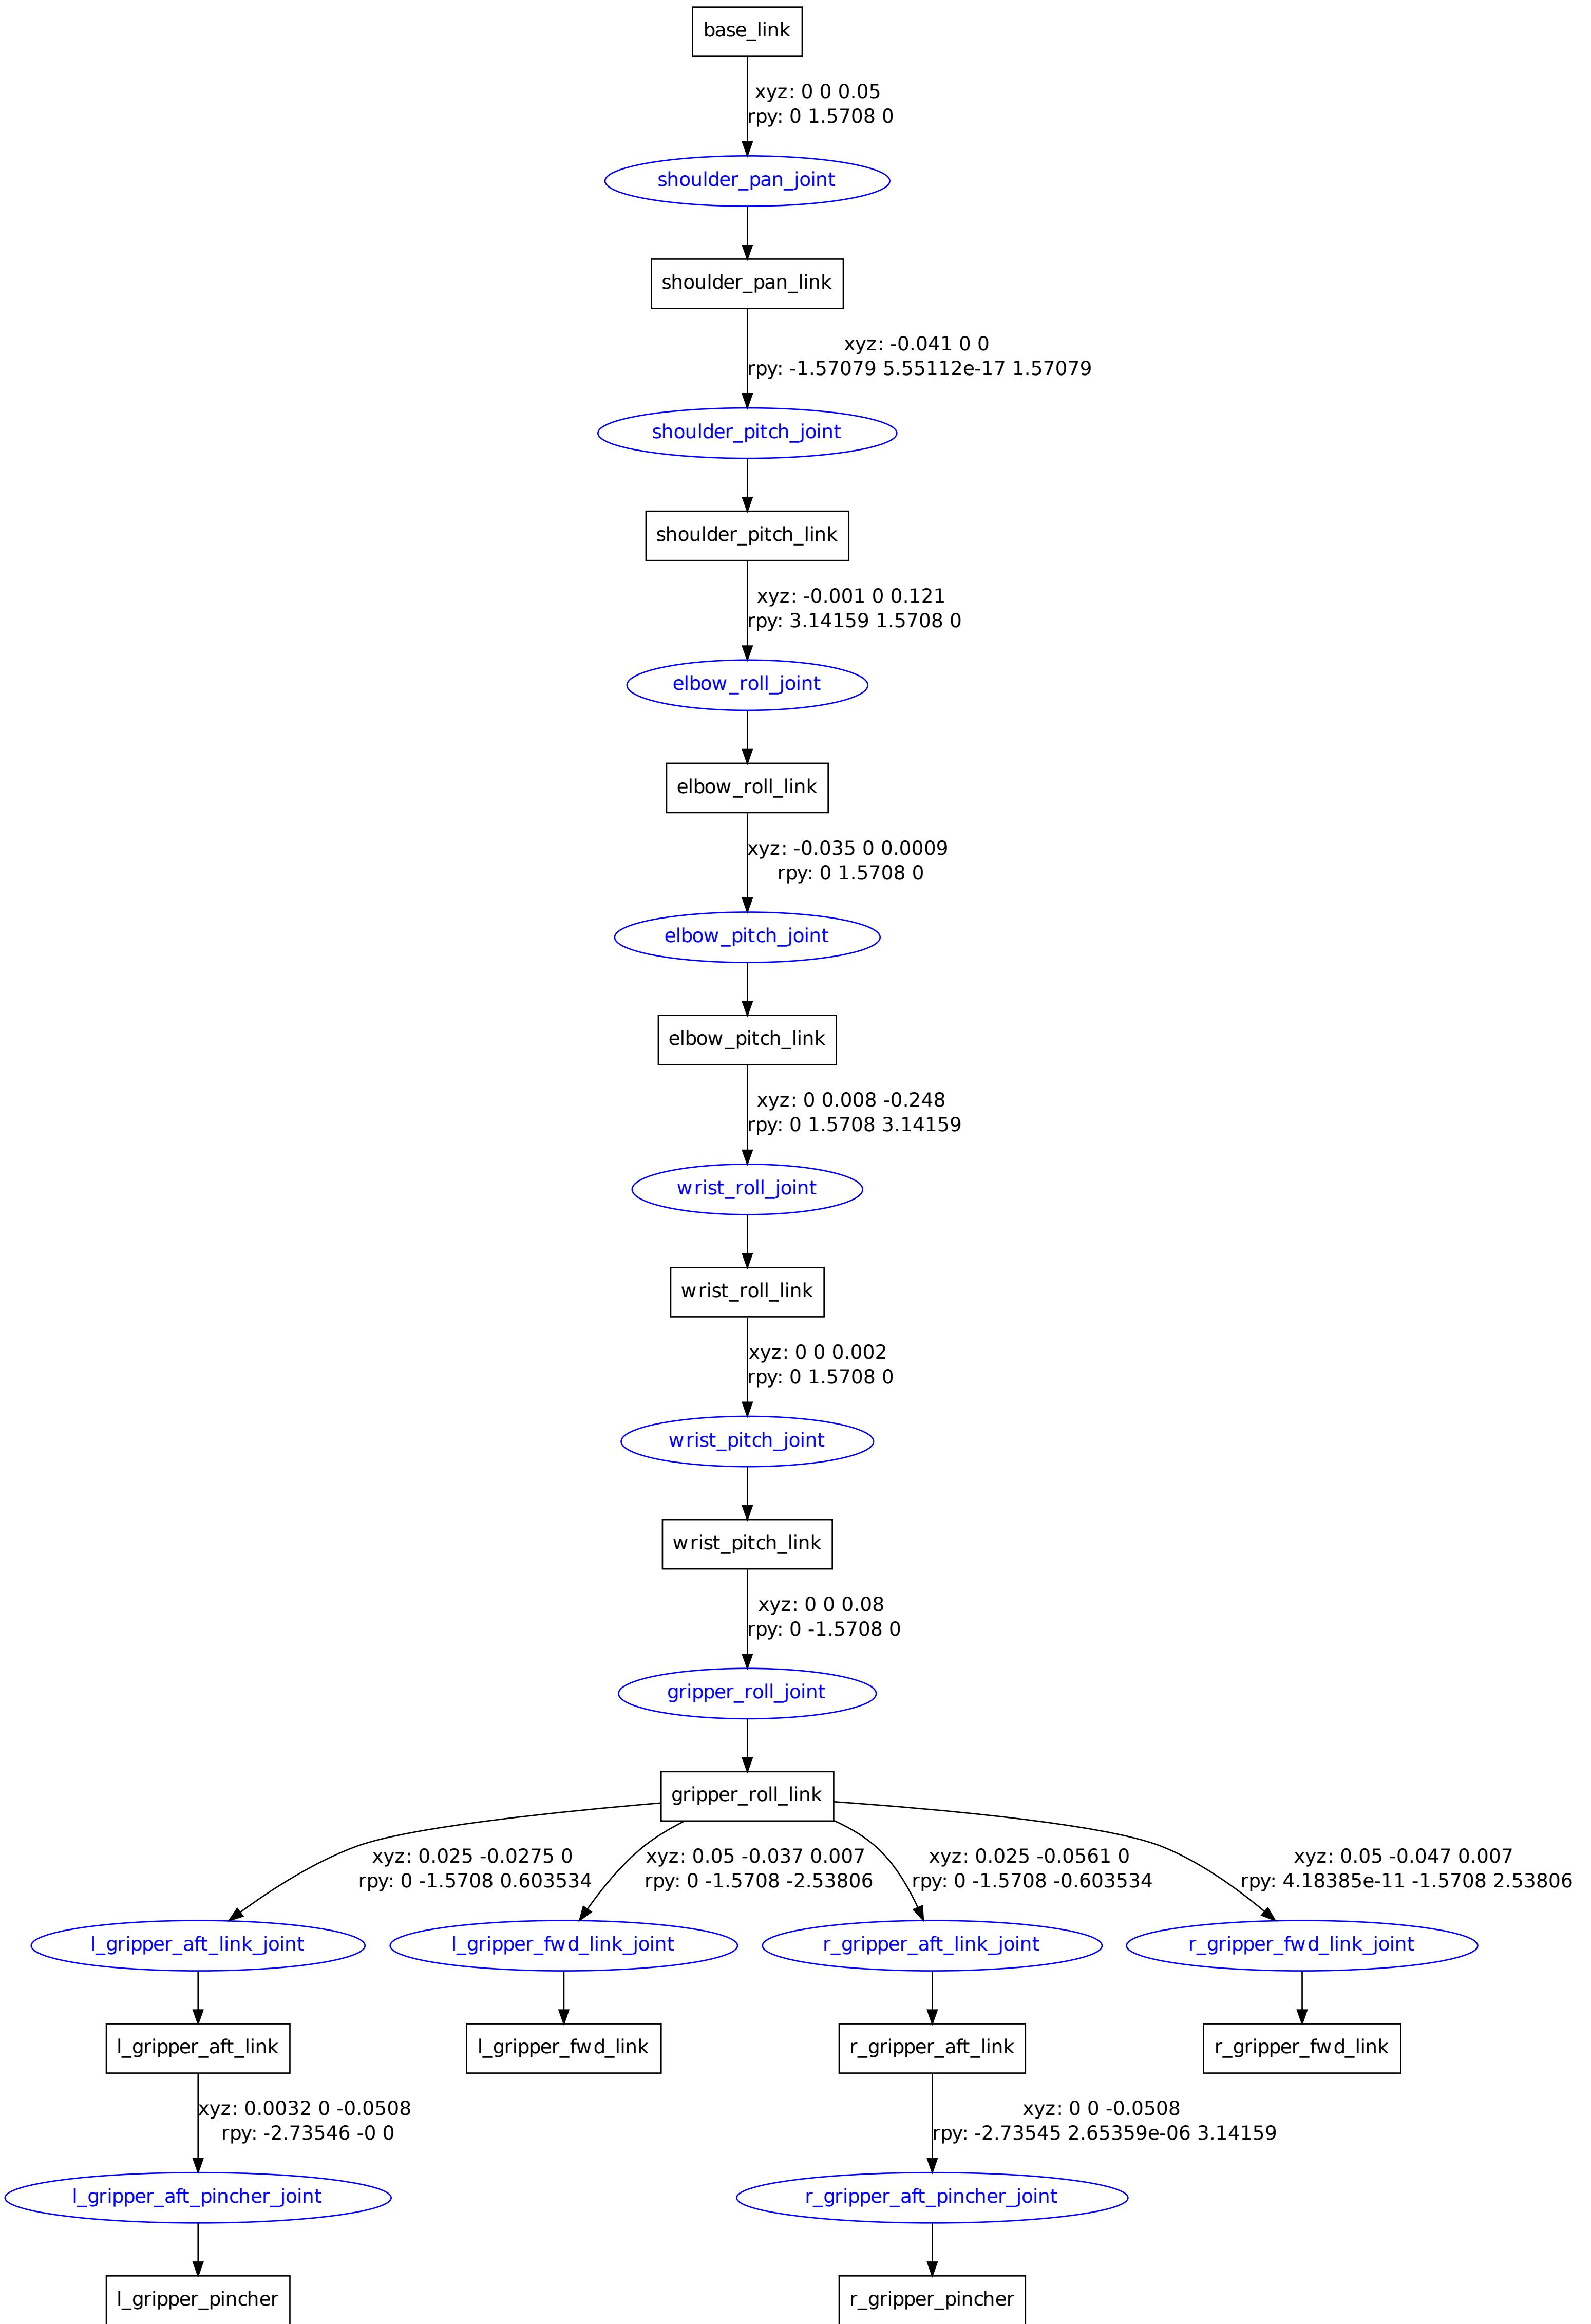 base_link
xyz: 0 0 0.05
rpy: 0 1.5708 0
shoulder_pan_joint
shoulder_pan_link
xyz: -0.041 0 0
rpy: -1.57079 5.55112e-17 1.57079
shoulder_pitch_joint
shoulder_pitch_link
xyz: -0.001 0 0.121
rpy: 3.14159 1.5708 0
elbow_roll_joint
elbow_roll_link
xyz: -0.035 0 0.0009
rpy: 0 1.5708 0
elbow_pitch_joint
elbow_pitch_link
xyz: 0 0.008 -0.248
rpy: 0 1.5708 3.14159
wrist_roll_joint
wrist_roll_link
xyz: 0 0 0.002
rpy: 0 1.5708 0
wrist_pitch_joint
wrist_pitch_link
xyz: 0 0 0.08
rpy: 0 -1.5708 0
gripper_roll_joint
gripper_roll_link
xyz: 0.025 -0.0275 0
rpy: 0 -1.5708 0.603534
xyz: 0.05 -0.037 0.007
rpy: 0 -1.5708 -2.53806
xyz: 0.025 -0.0561 0
rpy: 0 -1.5708 -0.603534
xyz: 0.05 -0.047 0.007
rpy: 4.18385e-11 -1.5708 2.53806
l_gripper_aft_link_joint
l_gripper_fwd_link_joint
r_gripper_aft_link_joint
r_gripper_fwd_link_joint
l_gripper_aft_link
l_gripper_fwd_link
r_gripper_aft_link
r_gripper_fwd_link
xyz: 0.0032 0 -0.0508
rpy: -2.73546 -0 0
xyz: 0 0 -0.0508
rpy: -2.73545 2.65359e-06 3.14159
l_gripper_aft_pincher_joint
r_gripper_aft_pincher_joint
l_gripper_pincher
r_gripper_pincher